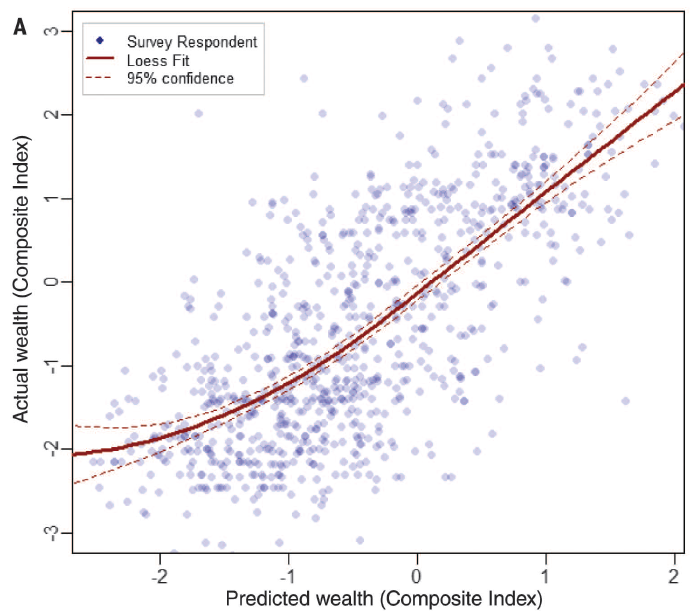 A
Survey Respondent
Loess Fit
95% confidence
3
2
1
0
-1
-2
-3
Actual wealth (Composite Index)
-2 -1 0 1 2
Predicted wealth (Composite Index)